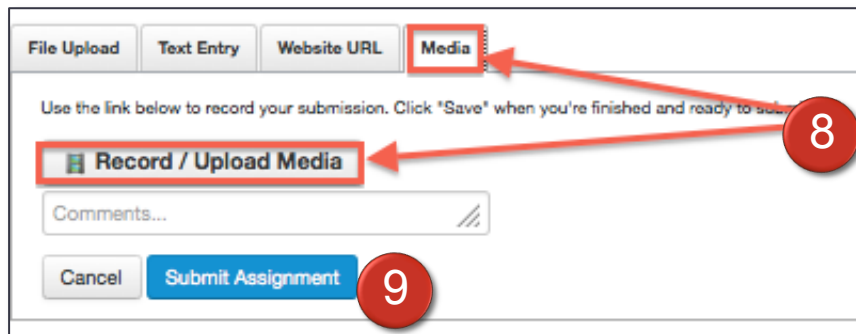 File Upload Text Entry Website URL Media
Use the link below to record your submission. Click "Save" when you're finished and ready to
8
Record / Upload Media
Comments...
Cancel Submit Assignment
9